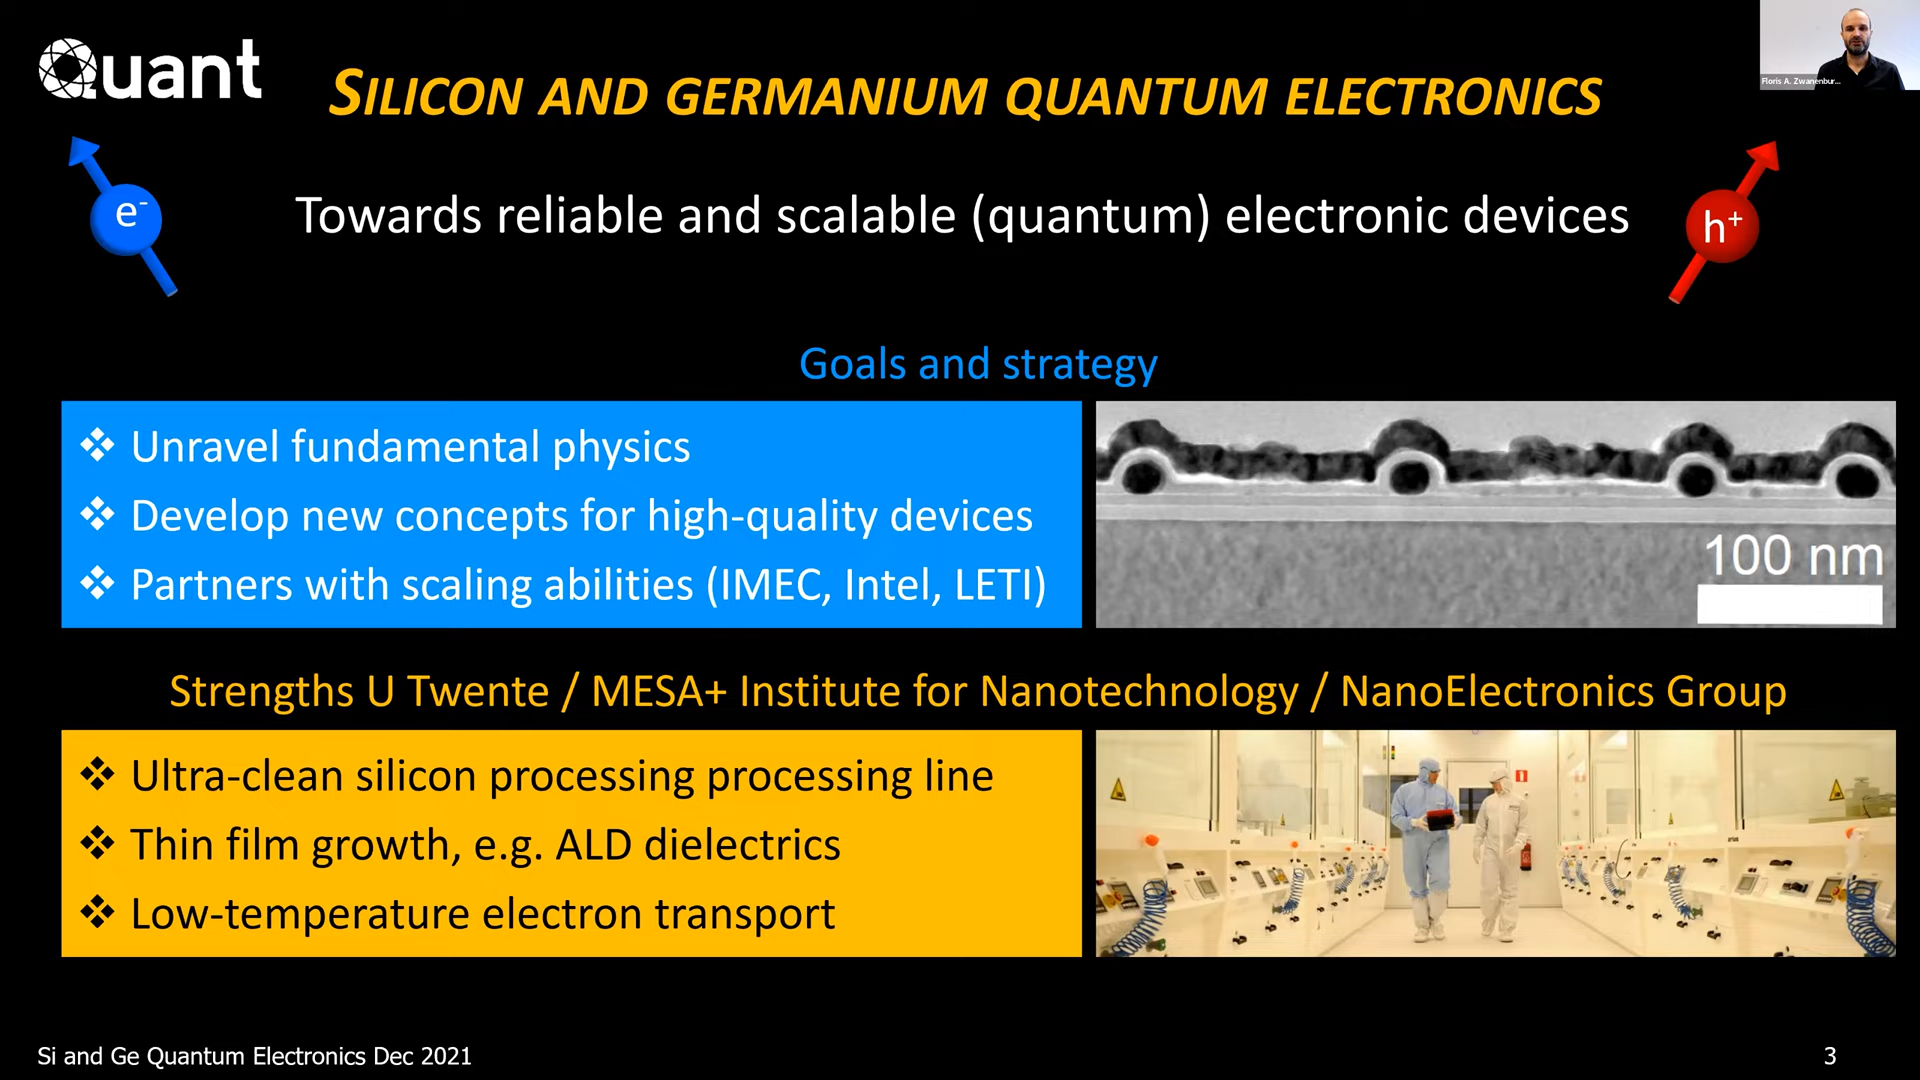 Quant
SILICON AND GERMANIUM QUANTUM ELECTRONICS
Floris A. Zwanenbur...
e-
Towards reliable and scalable (quantum) electronic devices
h+
Goals and strategy
❖ Unravel fundamental physics
❖ Develop new concepts for high-quality devices
❖ Partners with scaling abilities (IMEC, Intel, LETI)
100 nm
Strengths U Twente / MESA+ Institute for Nanotechnology / NanoElectronics Group
❖ Ultra-clean silicon processing processing line
❖ Thin film growth, e.g. ALD dielectrics
❖ Low-temperature electron transport
Si and Ge Quantum Electronics Dec 2021
3